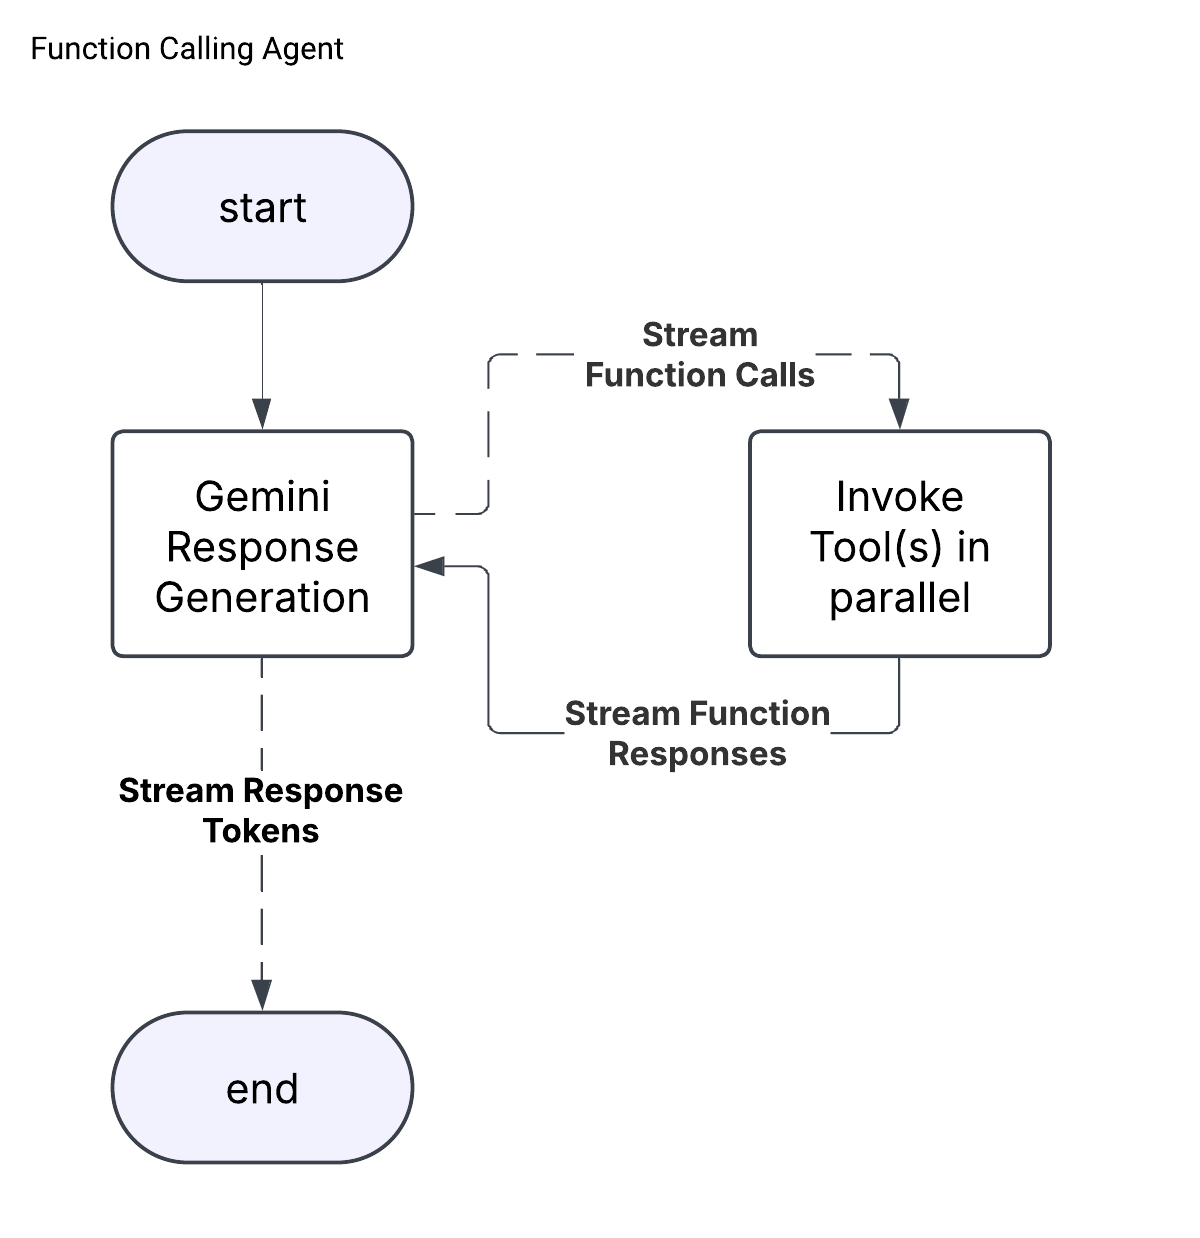 Function Calling Agent
start
Stream
Function Calls
Gemini
Response
Generation
Invoke
Tool(s) in
parallel
Stream Function
Responses
Stream Response
Tokens
end